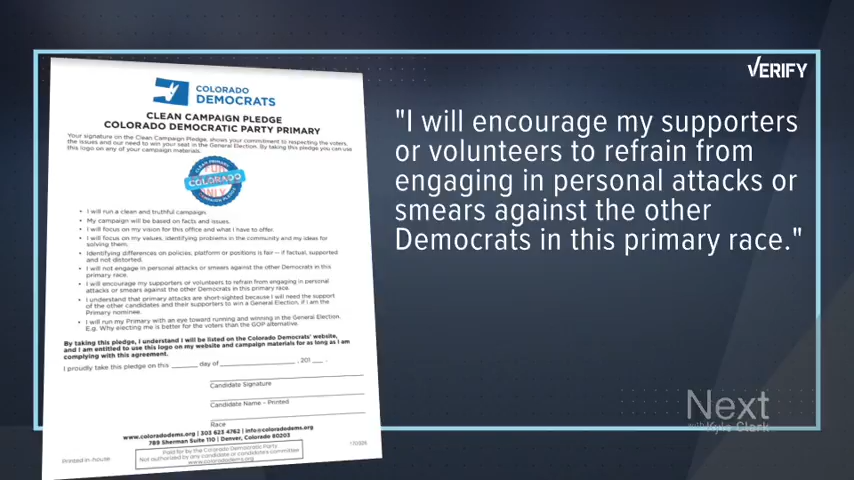 VERIFY
COLORADO
DEMOCRATS
CLEAN CAMPAIGN PLEDGE
COLORADO DEMOCRATIC PARTY PRIMARY
Your signature on the Clean Campaign Pledge, shows your commitment to respecting the voters,
the issues and our need to win your seat in the General Election. By taking this pledge you can use
this logo on any of your campaign materials.
COLORADO
• I will run a clean and truthful campaign.
• My campaign will be based on facts and issues.
• I will focus on my vision for this office and what I have to offer.
• I will focus on my values, identifying problems in the community and my ideas for
solving them.
• Identifying differences on policies, platform or positions is fair – if factual, supported
and not distorted.
• I will not engage in personal attacks or smears against the other Democrats in this
primary race.
• I will encourage my supporters or volunteers to refrain from engaging in personal
attacks or smears against the other Democrats in this primary race.
• I understand that primary attacks are short-sighted because I will need the support
of the other candidates and their supporters to win a General Election, if I am the
Primary nominee.
• I will run my Primary with an eye toward running and winning in the General Election.
E.g. Why electing me is better for the voters than the GOP alternative.
By taking this pledge, I understand I will be listed on the Colorado Democrats' website,
and I am entitled to use this logo on my website and campaign materials for as long as I am
complying with this agreement.
I proudly take this pledge on this ______ day of ________________, 201 ___ .
Candidate Signature
Candidate Name – Printed
Race
www.coloradodems.org | 303 623 4762 | info@coloradodems.org
789 Sherman Suite 110 | Denver, Colorado 80203
Printed in-house
Paid for by the Colorado Democratic Party
Not authorized by any candidate or candidates committee
www.coloradodems.org
"I will encourage my supporters
or volunteers to refrain from
engaging in personal attacks or
smears against the other
Democrats in this primary race."
Next
with Kyle Clark